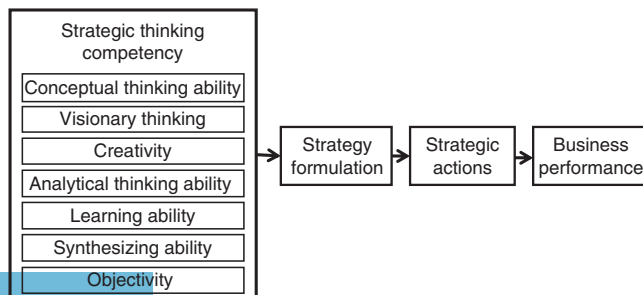 Strategic thinking
competency
Conceptual thinking ability
Visionary thinking
Creativity
Analytical thinking ability
Learning ability
Synthesizing ability
Objectivity
Strategy
formulation
Strategic
actions
Business
performance